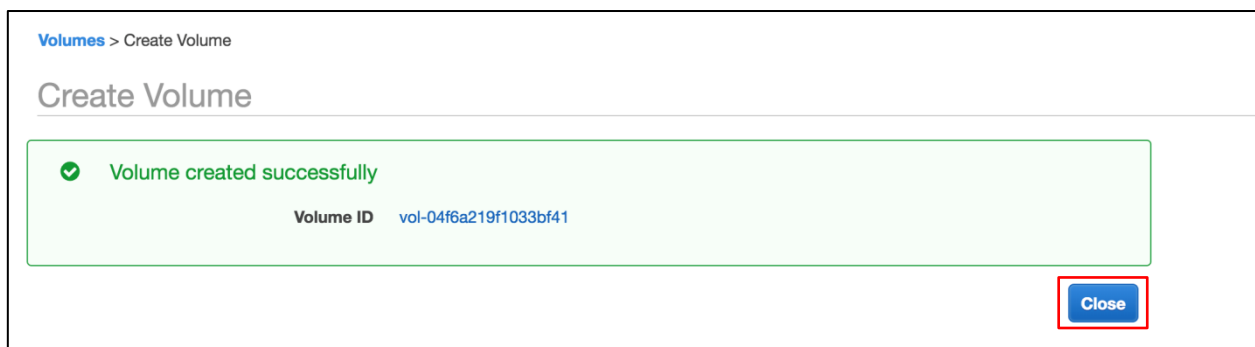 Volumes > Create Volume
Create Volume
Volume created successfully
Volume ID vol-04f6a219f1033bf41
Close